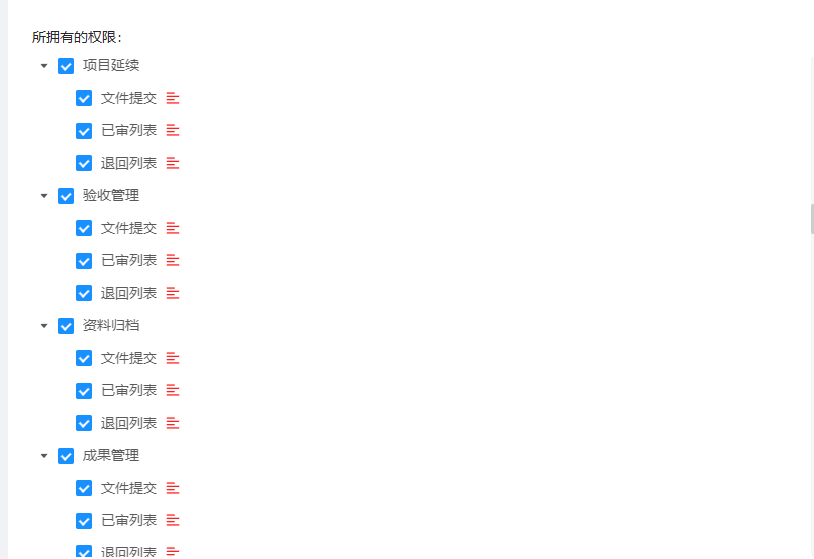 所拥有的权限：
项目延续
文件提交
已审列表
退回列表
验收管理
文件提交
已审列表
退回列表
资料归档
文件提交
已审列表
退回列表
成果管理
文件提交
已审列表
退回列表